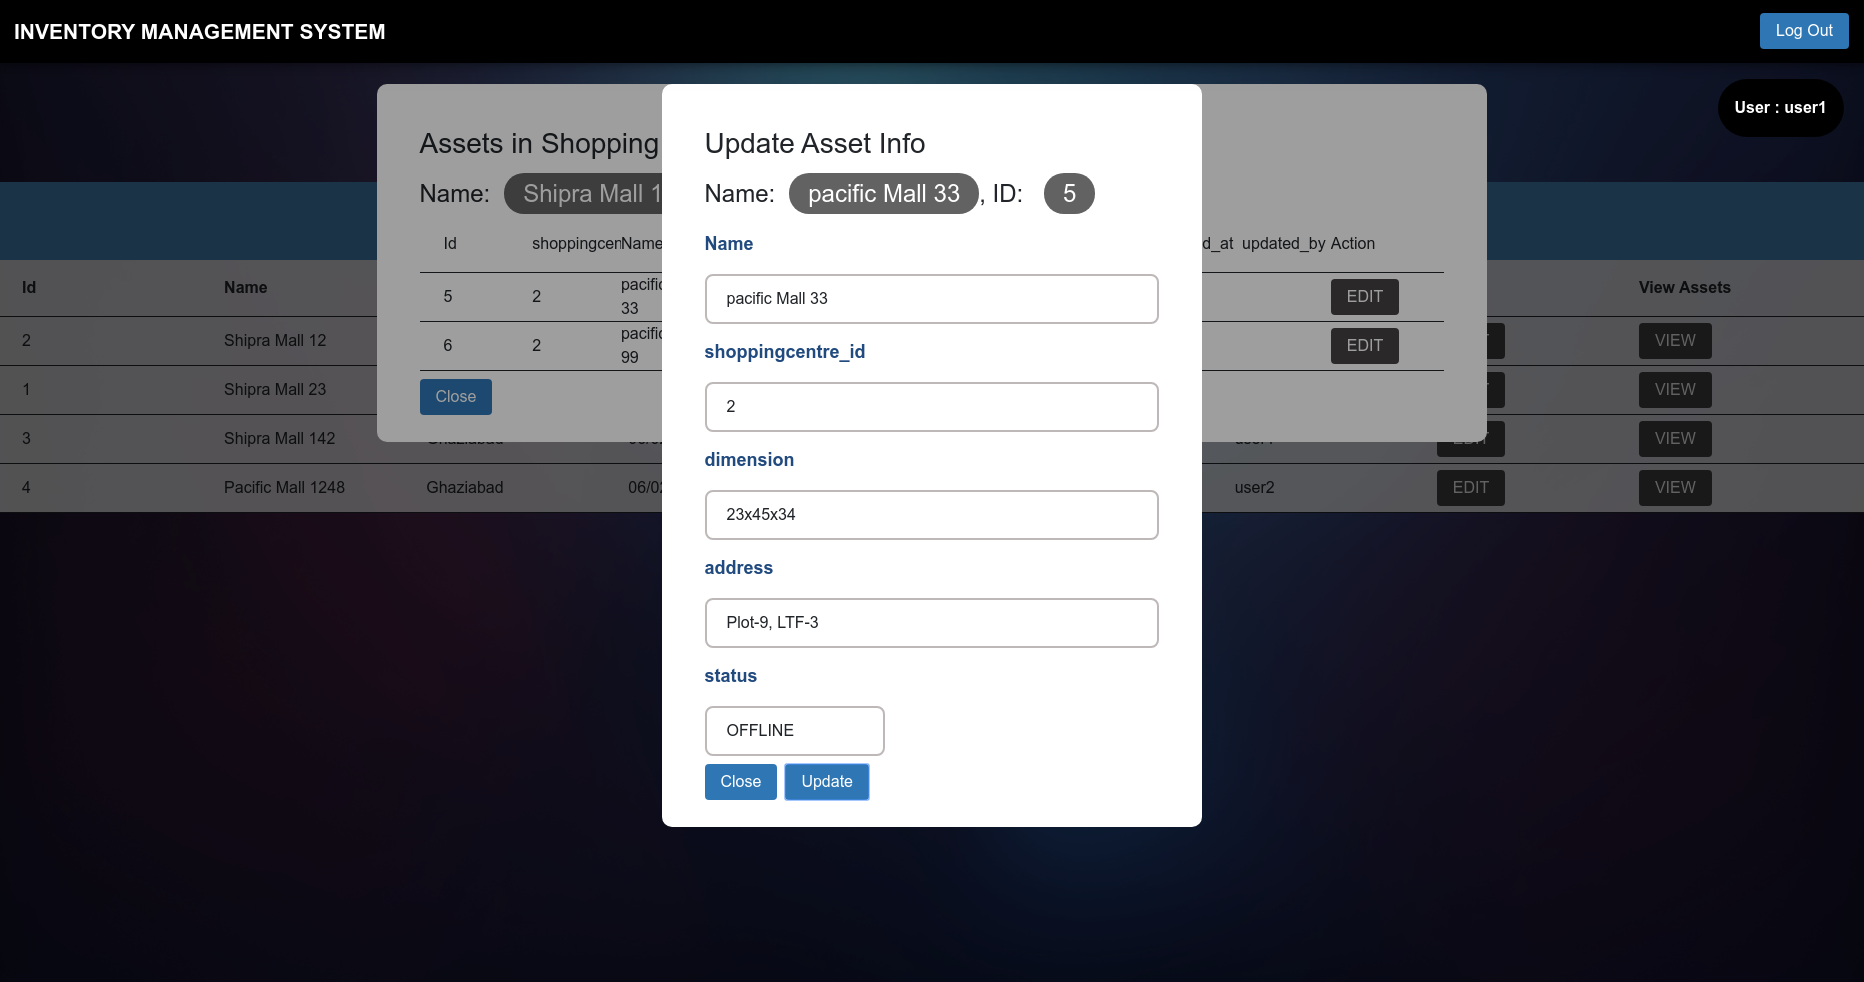 INVENTORY MANAGEMENT SYSTEM
Log Out
User : user1
Assets in Shopping
Name: Shipra Mall 1
Id shoppingcen Name d_at updated_by Action
5 2 pacific 33 EDIT
6 2 pacific 99 EDIT
Close
Update Asset Info
Name: pacific Mall 33, ID: 5
Name
pacific Mall 33
shoppingcentre_id
2
dimension
23x45x34
address
Plot-9, LTF-3
status
OFFLINE
Close Update
Id Name View Assets
2 Shipra Mall 12 VIEW
1 Shipra Mall 23 VIEW
3 Shipra Mall 142 Ghaziabad EDIT VIEW
4 Pacific Mall 1248 Ghaziabad 06/02 user2 EDIT VIEW